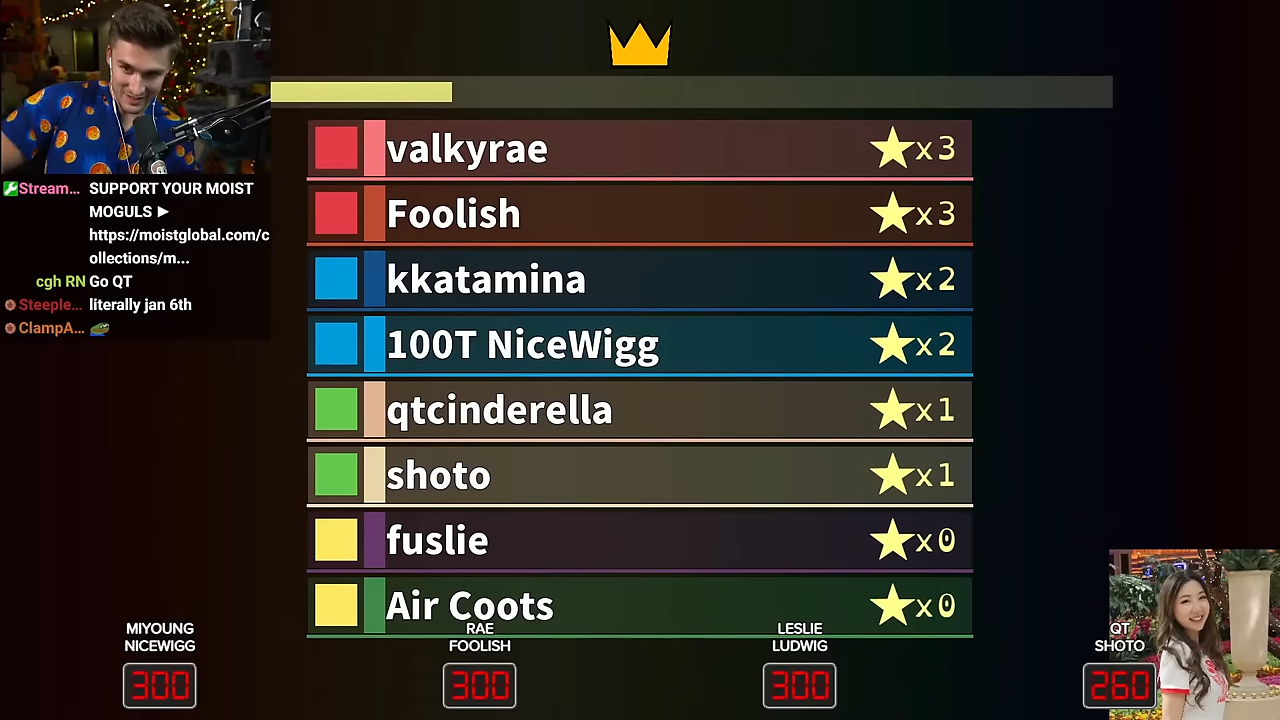 Stream... SUPPORT YOUR MOIST
MOGULS ▶
https://moistglobal.com/c
ollections/m...
cgh RN Go QT
Steeple... literally jan 6th
ClampA...
valkyrae ★x3
Foolish ★x3
kkatamina ★x2
100T NiceWigg ★x2
qtcinderella ★x1
shoto ★x1
fuslie ★x0
Air Coots ★x0
MIYOUNG
NICEWIGG
300
RAE
FOOLISH
300
LESLIE
LUDWIG
300
QT
SHOTO
260